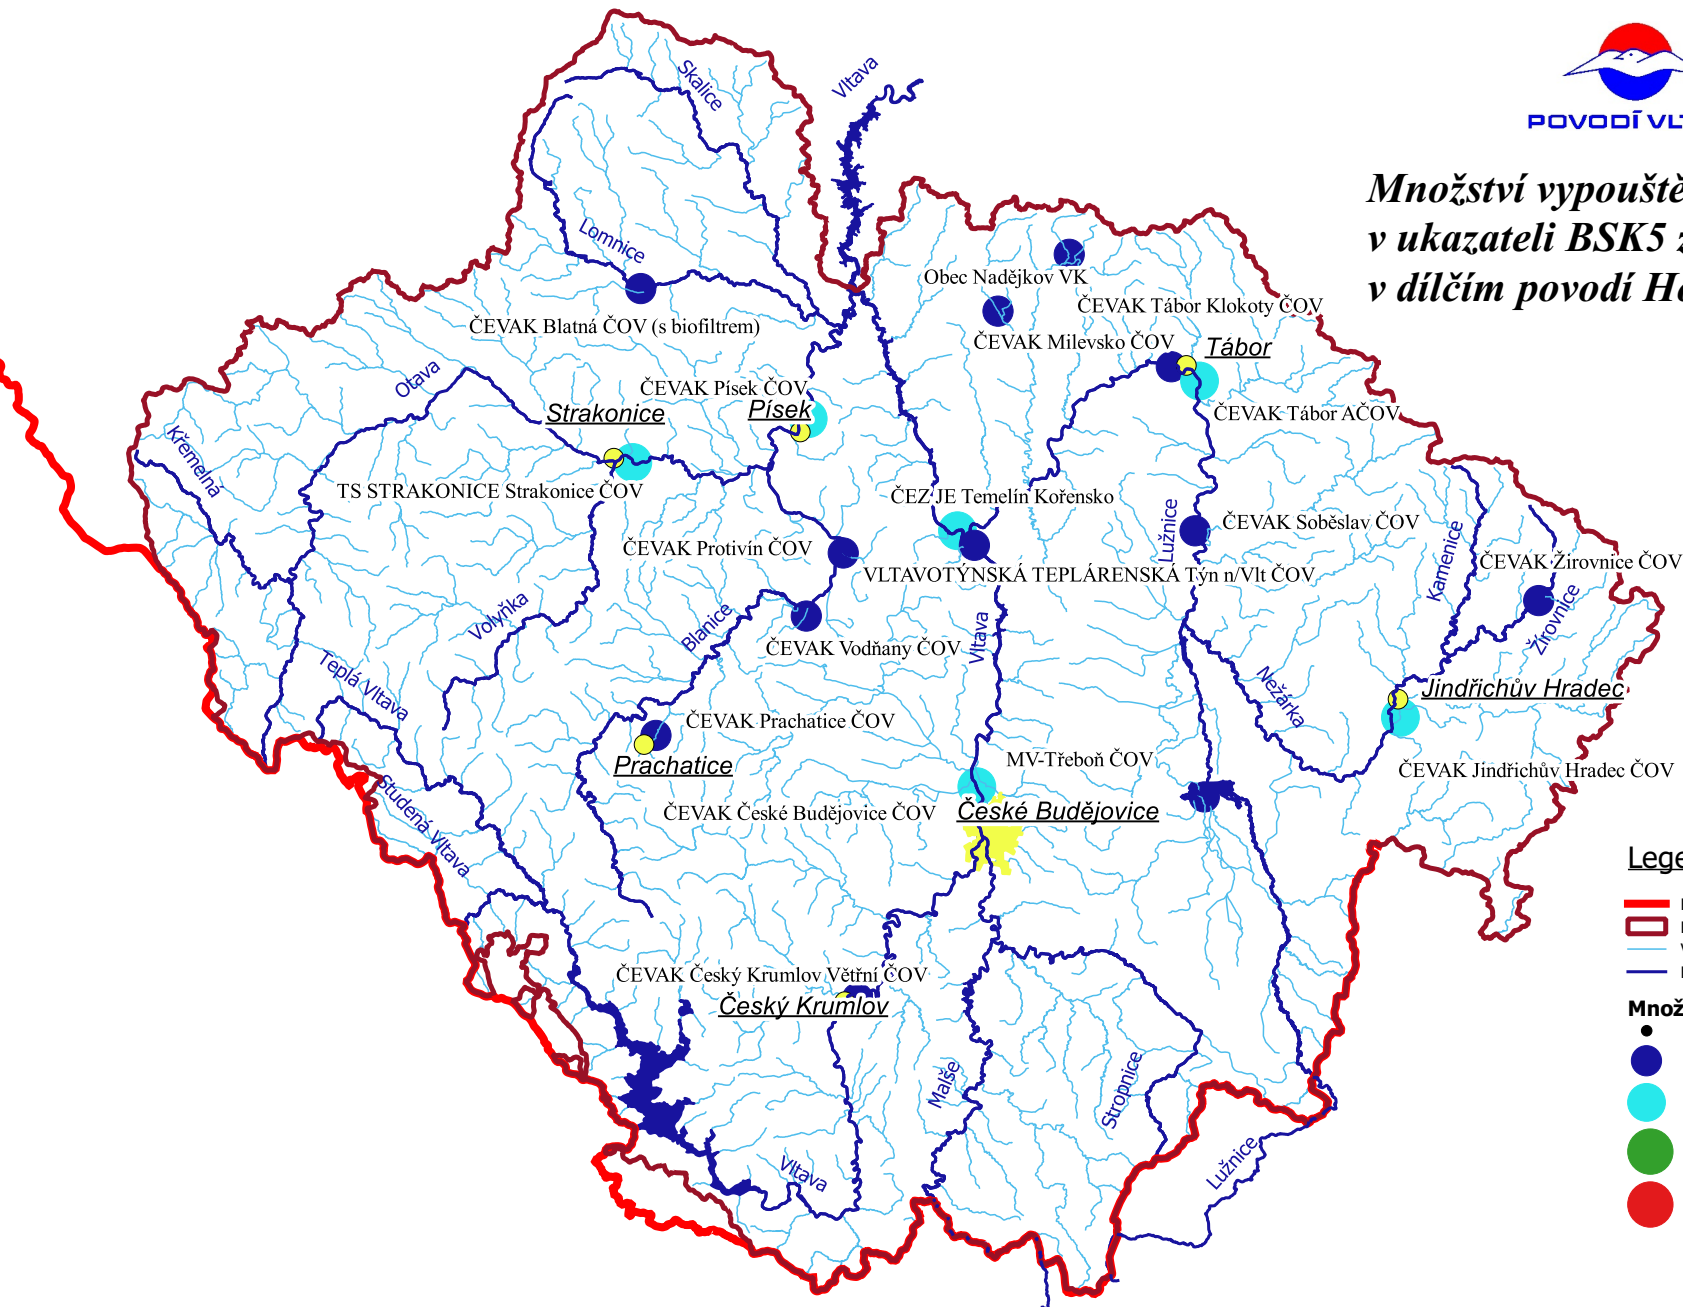 Skalice
Vltava
POVODÍ VLT
Množství vypouště
v ukazateli BSK5 z
v dílčím povodí Ho
Lomnice
Obec Nadějkov VK
ČEVAK Tábor Klokoty ČOV
ČEVAK Blatná ČOV (s biofiltrem)
ČEVAK Milevsko ČOV
Tábor
Otava
ČEVAK Písek ČOV
Strakonice
Písek
ČEVAK Tábor AČOV
Křemelná
TS STRAKONICE Strakonice ČOV
ČEZ JE Temelín Kořensko
Lužnice
ČEVAK Soběslav ČOV
Kamenice
ČEVAK Protivín ČOV
ČEVAK Žirovnice ČOV
VLTAVOTÝNSKÁ TEPLÁRENSKÁ Týn n/Vlt ČOV
Volyňka
Blanice
Žirovnice
Vltava
ČEVAK Vodňany ČOV
Teplá Vltava
Nežárka
Jindřichův Hradec
ČEVAK Prachatice ČOV
Prachatice
MV-Třeboň ČOV
ČEVAK Jindřichův Hradec ČOV
Studená Vltava
ČEVAK České Budějovice ČOV
České Budějovice
Lege
ČEVAK Český Krumlov Větřní ČOV
Český Krumlov
Množ
Malše
Stropnice
Vltava
Lužnice